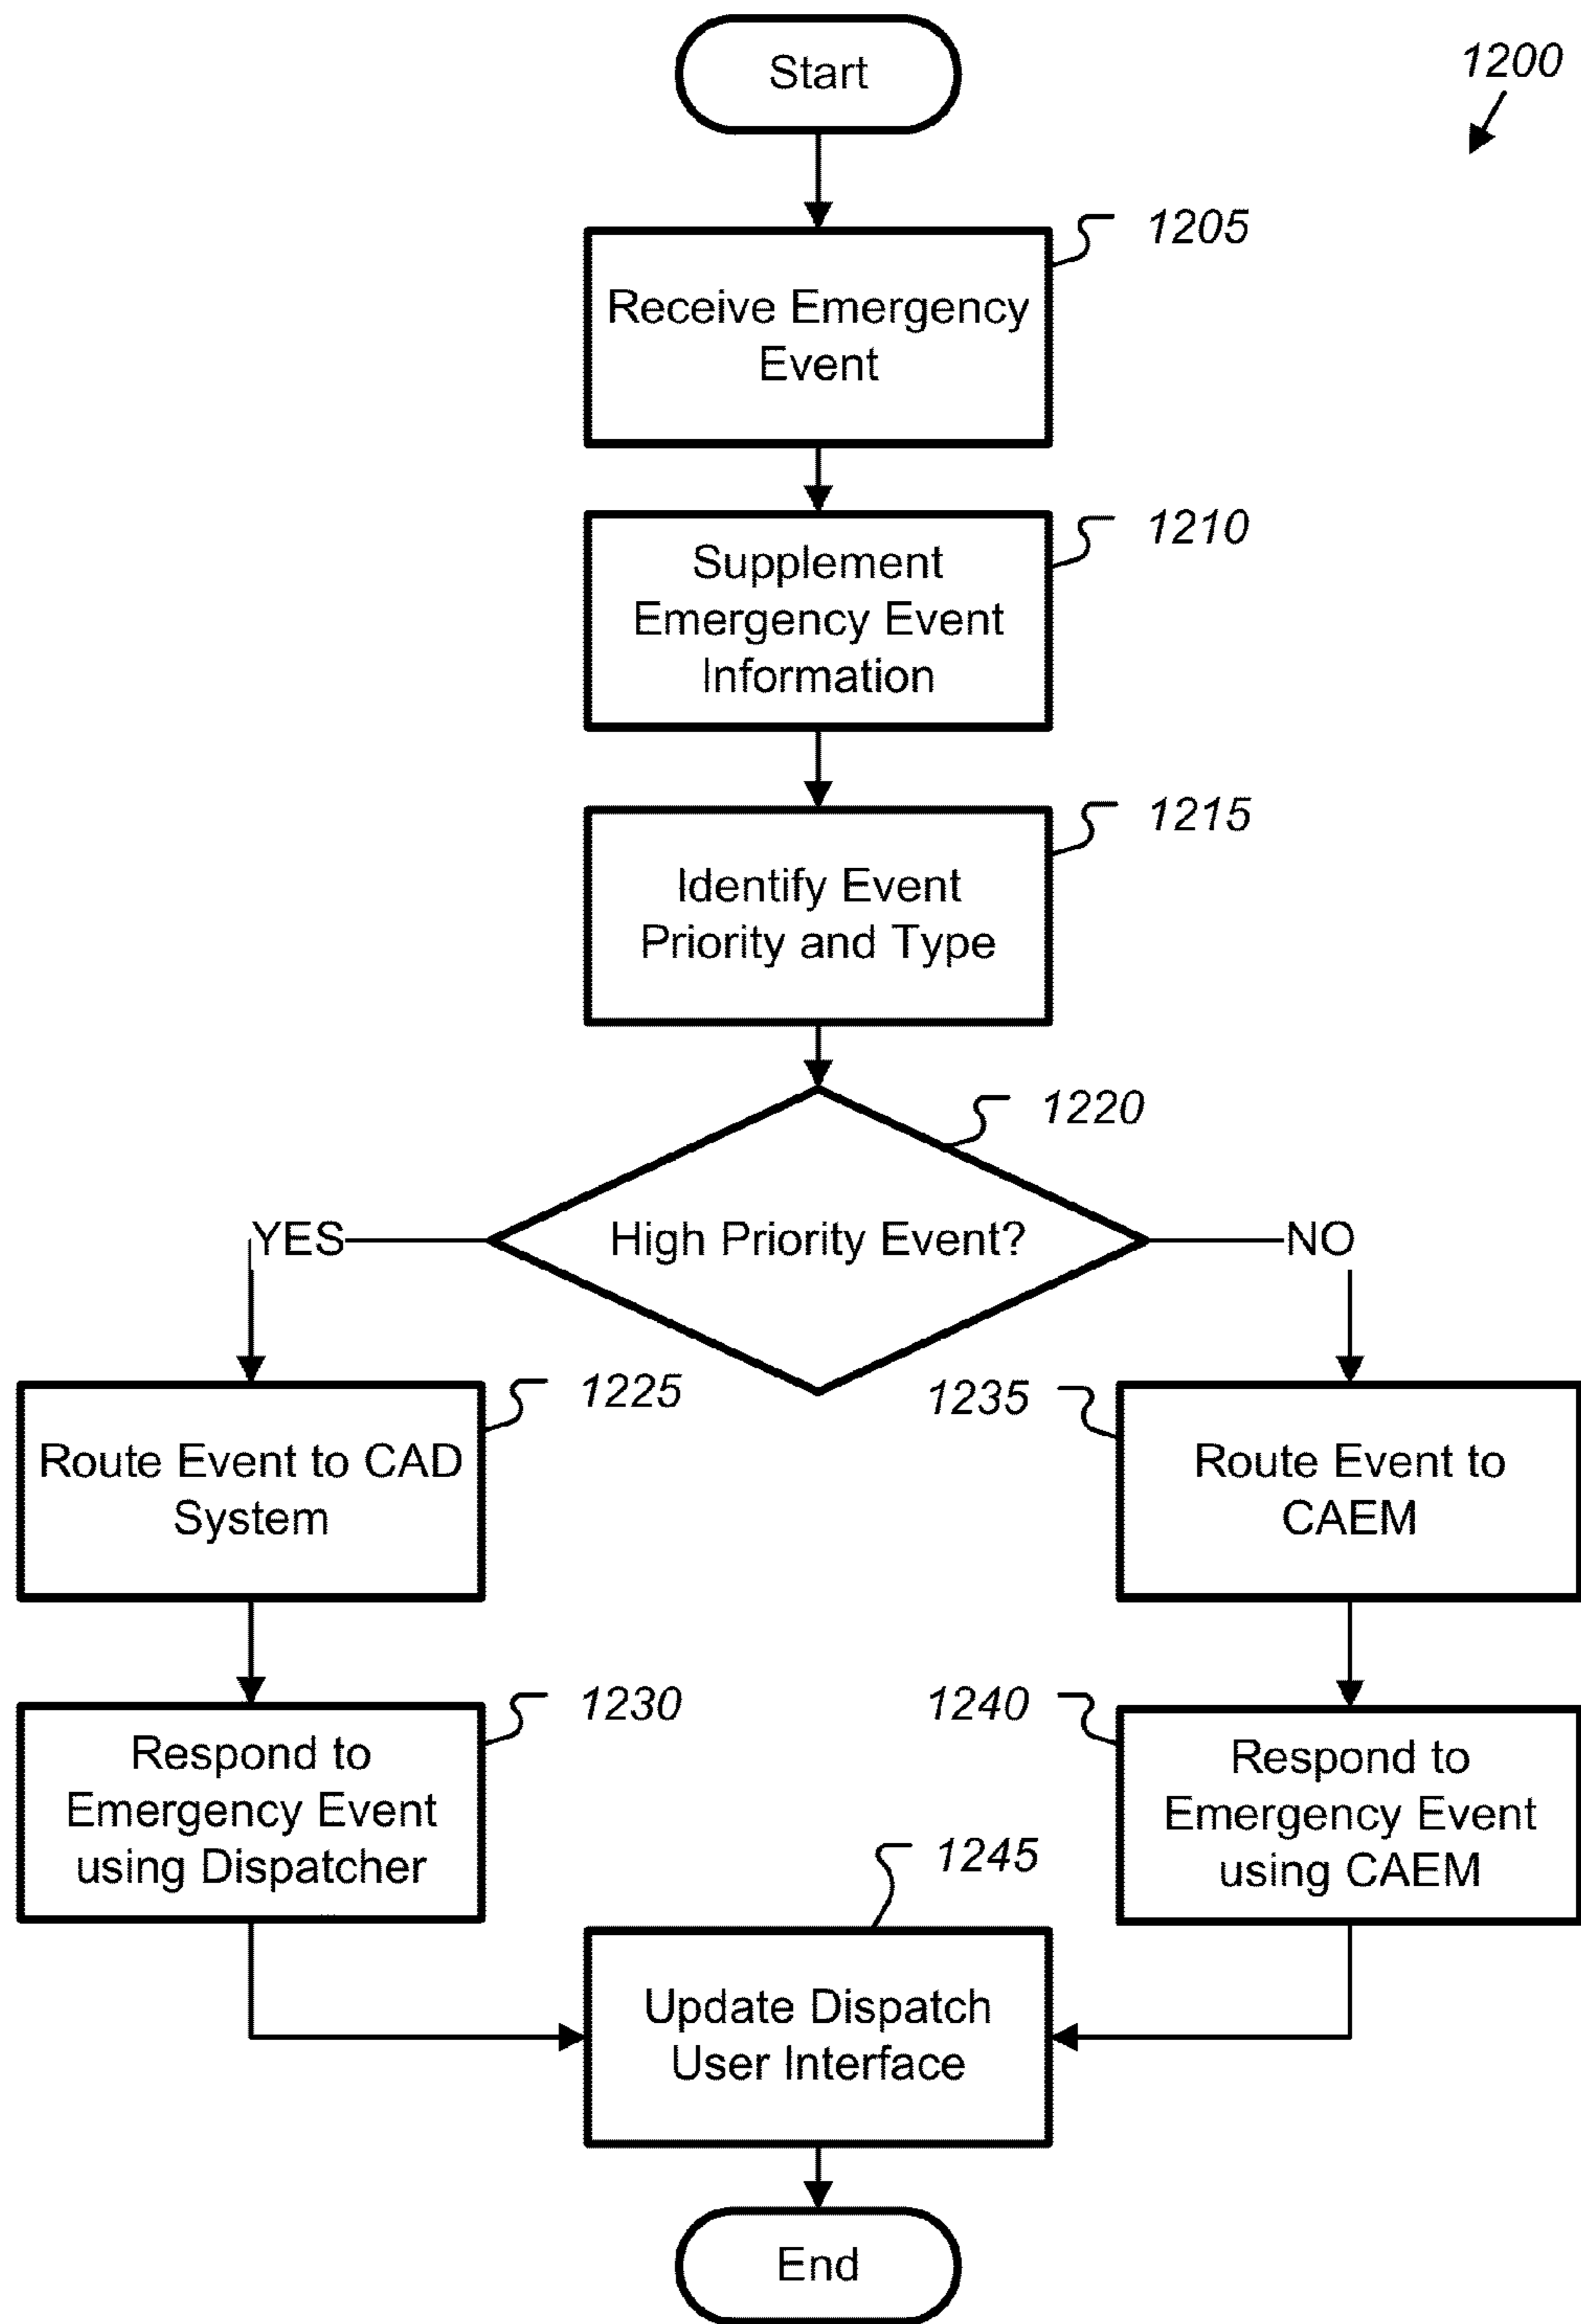 Start
1200
1205
Receive Emergency
Event
1210
Supplement
Emergency Event
Information
1215
Identify Event
Priority and Type
1220
YES
High Priority Event?
NO
1225
Route Event to CAD
System
1235
Route Event to
CAEM
1230
Respond to
Emergency Event
using Dispatcher
1240
Respond to
Emergency Event
using CAEM
1245
Update Dispatch
User Interface
End